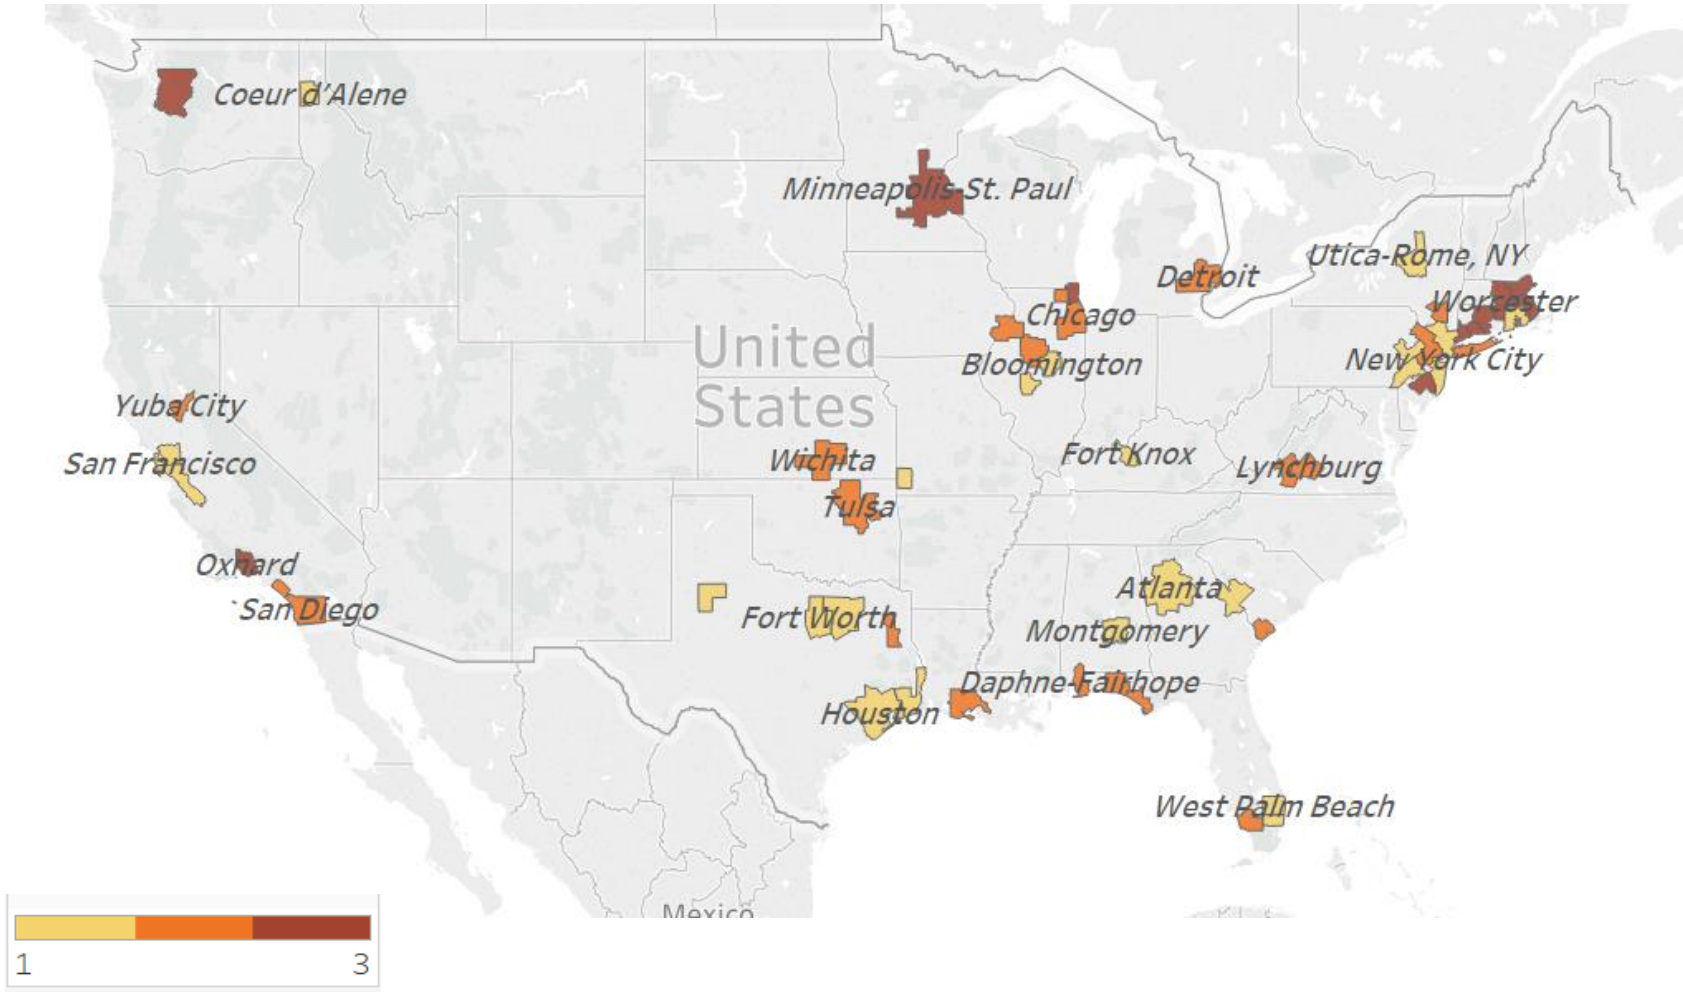 Coeur d'Alene
Minneapolis-St. Paul
Utica-Rome, NY
Detroit
Worcester
Chicago
United
States
New York City
Bloomington
Yuba City
San Francisco
Wichita
Fort Knox
Lynchburg
Tulsa
Oxnard
San Diego
Atlanta
Fort Worth
Montgomery
Daphne-Fairhope
Houston
West Palm Beach
Mexico
1
3